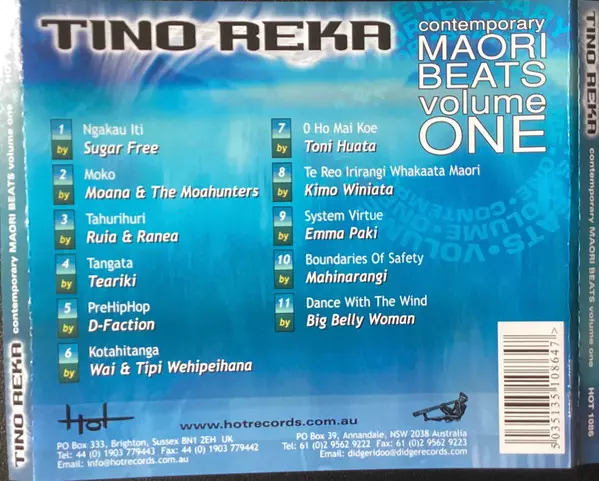 TINO REKA
contemporary
MAORI
BEATS
volume
ONE
1 Ngakau Iti
by Sugar Free
2 Moko
by Moana & The Moahunters
3 Tahurihuri
by Ruia & Ranea
4 Tangata
by Teariki
5 PreHipHop
by D-Faction
6 Kotahitanga
by Wai & Tipi Wehipeihana
7 O Ho Mai Koe
by Toni Huata
8 Te Reo Irirangi Whakaata Maori
by Kimo Winiata
9 System Virtue
by Emma Paki
10 Boundaries Of Safety
by Mahinarangi
11 Dance With The Wind
by Big Belly Woman
Hot
www.hotrecords.com.au
PO Box 333, Brighton, Sussex BN1 2EH UK
Tel: 44 (0) 1903 779443 Fax: 44 (0) 1903 779442
Email: info@hotrecords.com.au
PO Box 39, Annandale, NSW 2038 Australia
Tel: 61 (0)2 9562 9222 Fax: 61 (0)2 9562 9223
Email: didgeridoo@didgerecords.com.au
5 035135 108647 >
TINO REKA contemporary MAORI BEATS volume one HOT
TINO REKA contemporary MAORI BEATS volume one HOT 1086